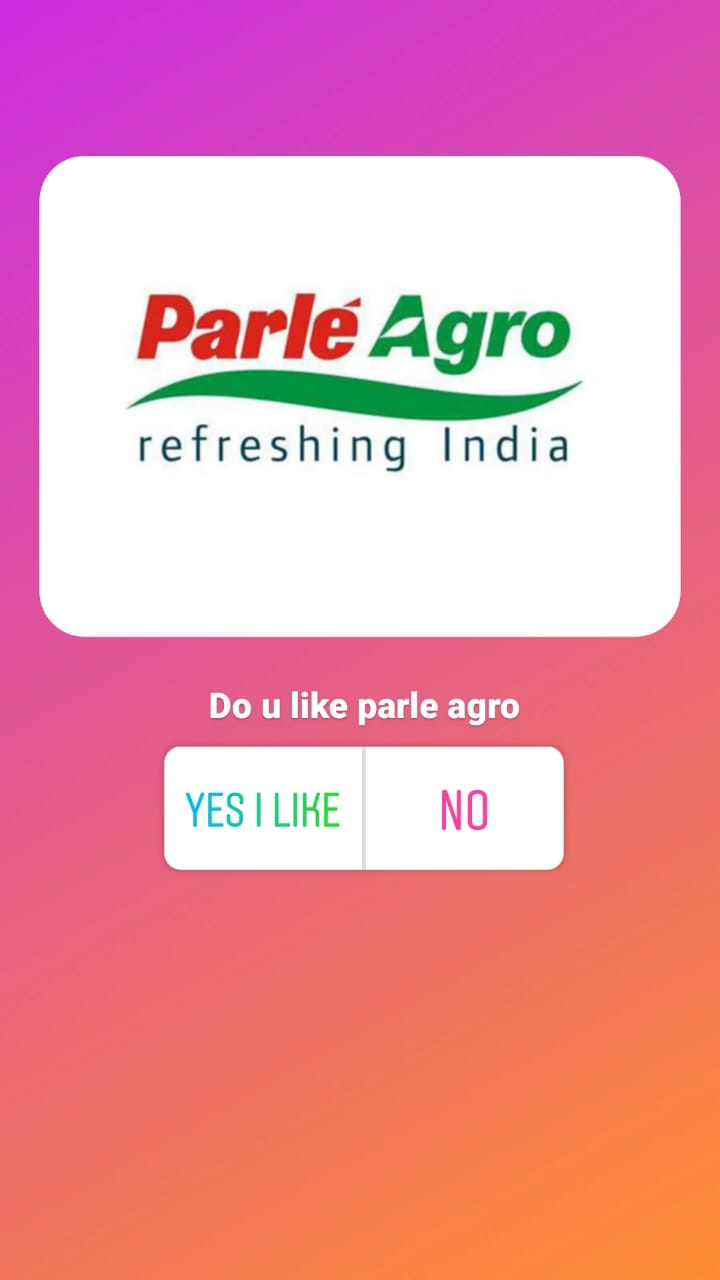 Parlé Agro
refreshing India
Do u like parle agro
YES I LIKE
NO